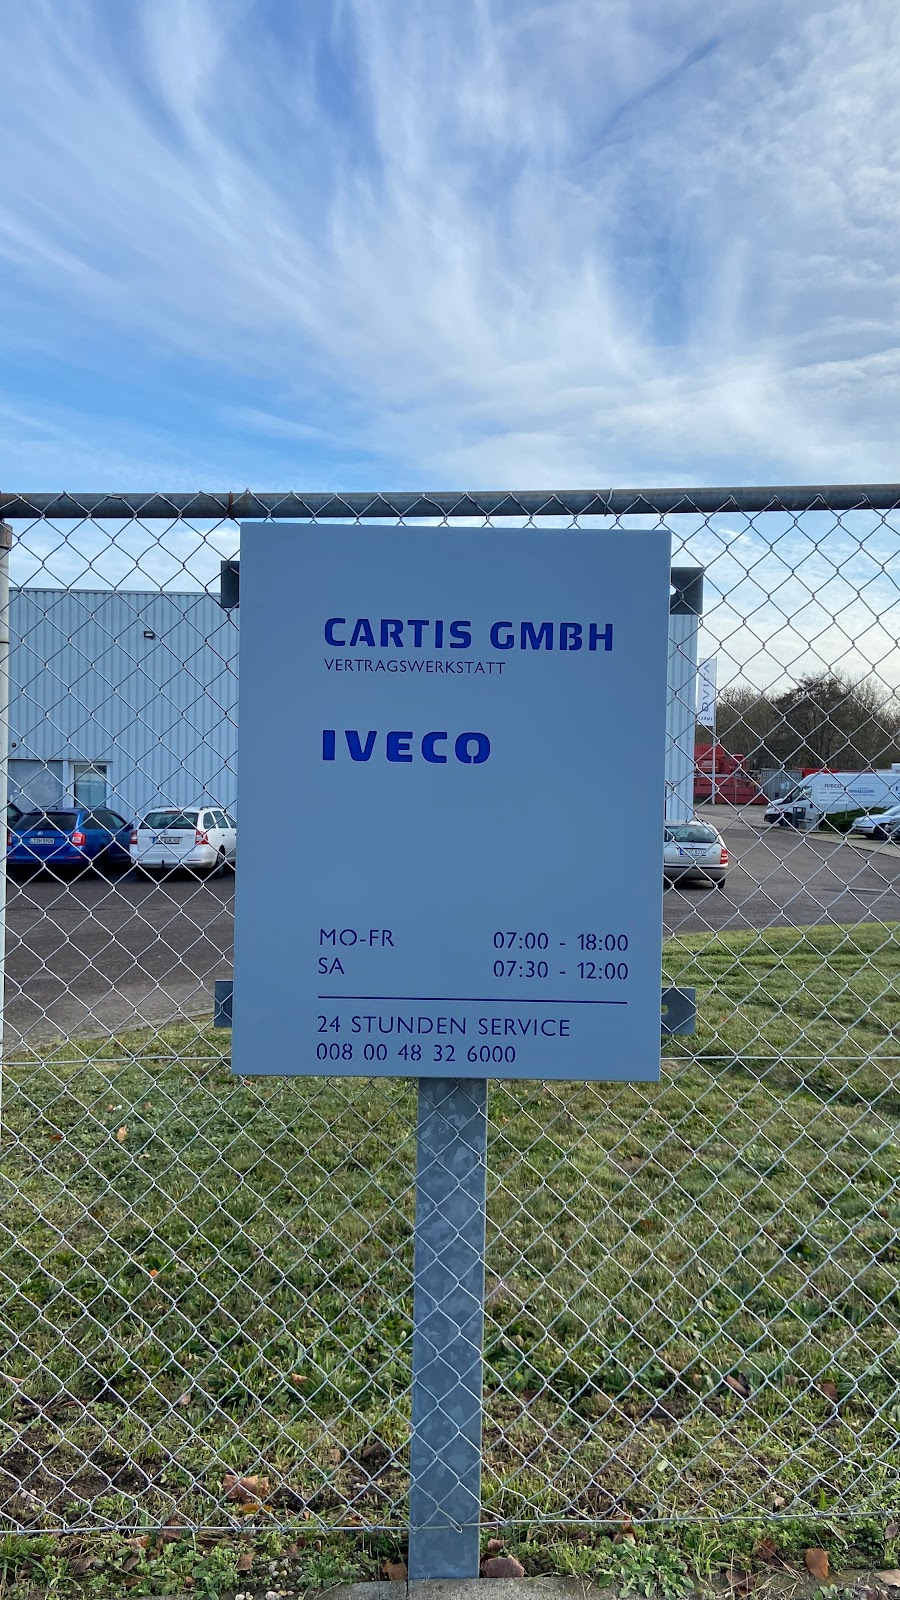 CARTIS GMBH
VERTRAGSWERKSTATT
IVECO
MO-FR 07:00 - 18:00
SA 07:30 - 12:00
24 STUNDEN SERVICE
008 00 48 32 6000
IVECO